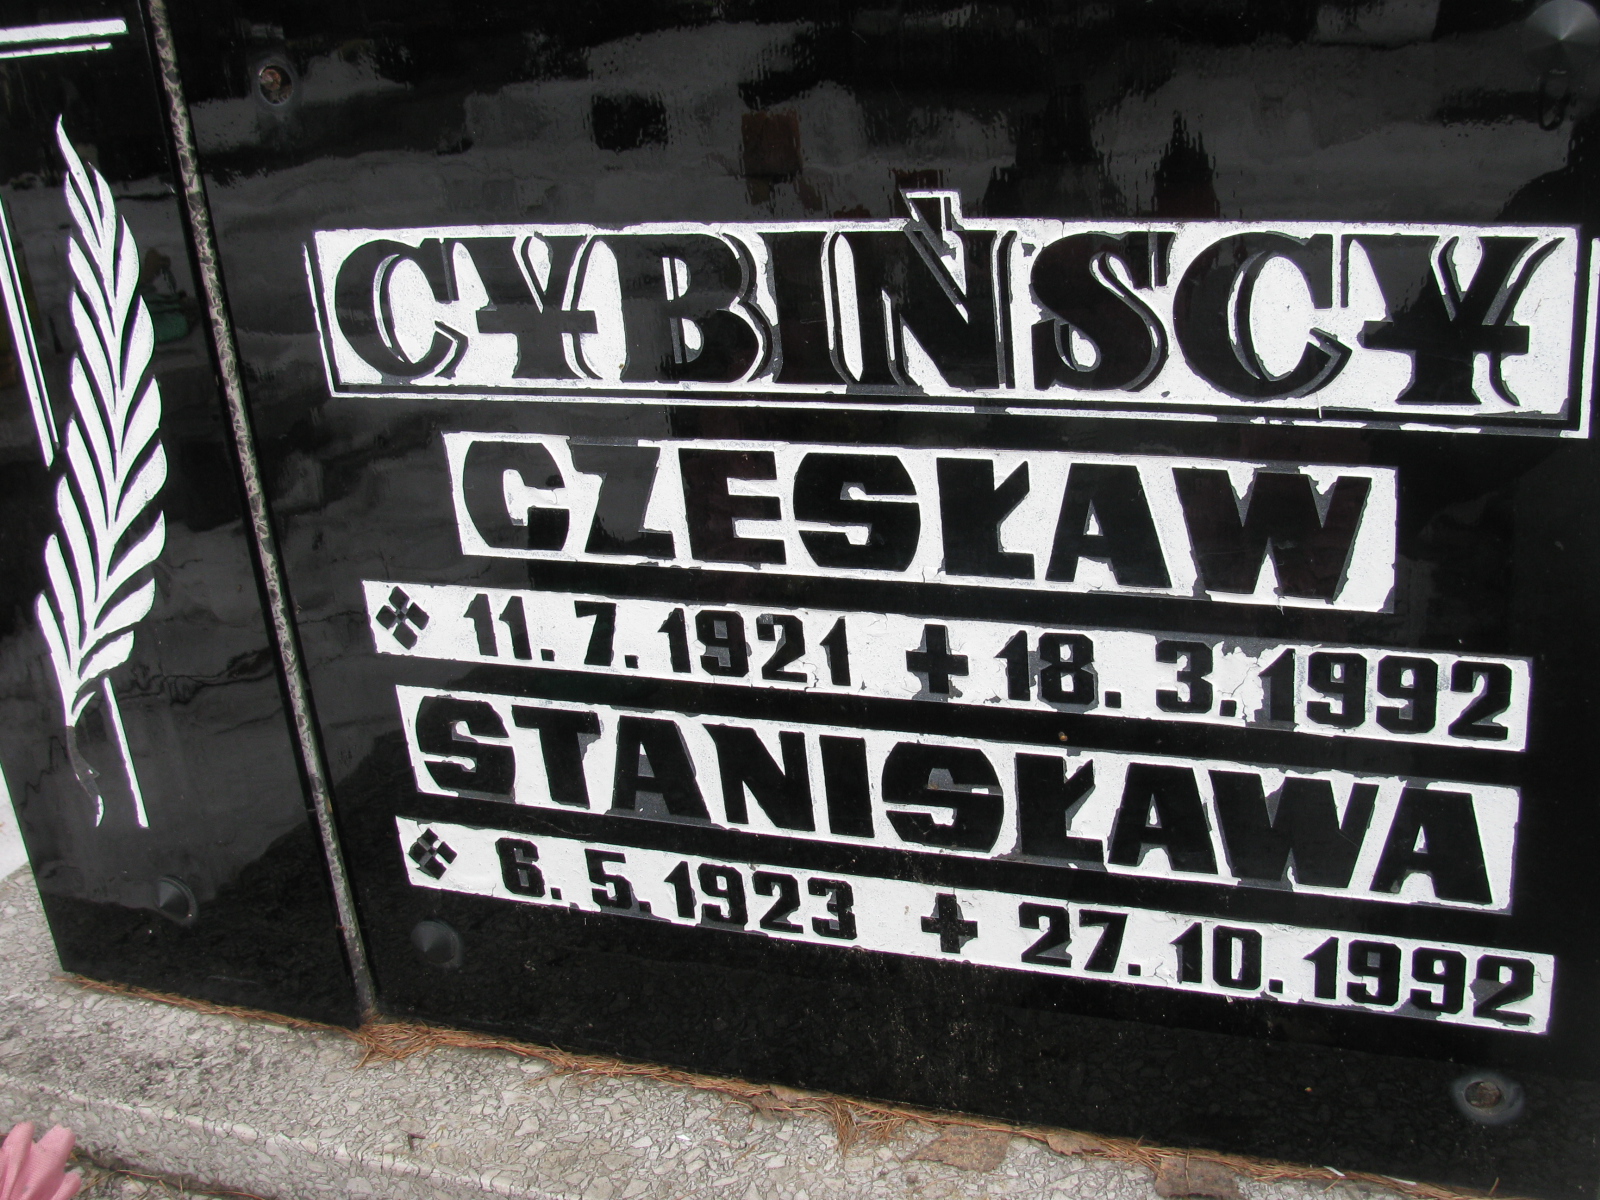 CYBIŃSCY
CZESŁAW
11. 7. 1921 ✝ 18. 3. 1992
STANISŁAWA
6. 5. 1923 ✝ 27. 10. 1992